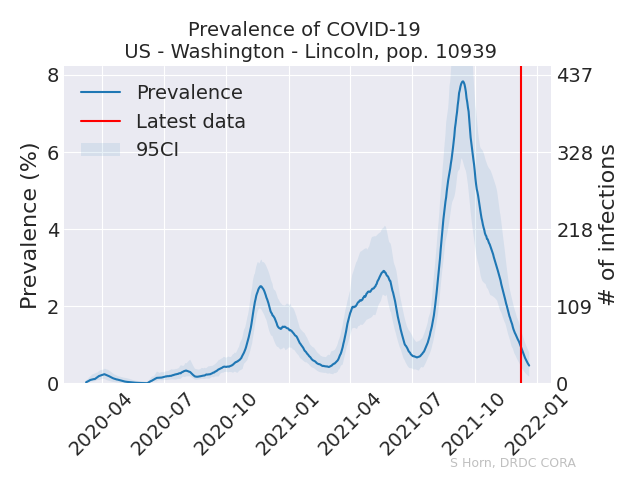 Prevalence of COVID-19
US - Washington - Lincoln, pop. 10939
Prevalence (%)
8
6
4
2
0
Prevalence
Latest data
95CI
437
328
218
109
0
# of infections
2020-04
2020-07
2020-10
2021-01
2021-04
2021-07
2021-10
2022-01
S Horn, DRDC CORA